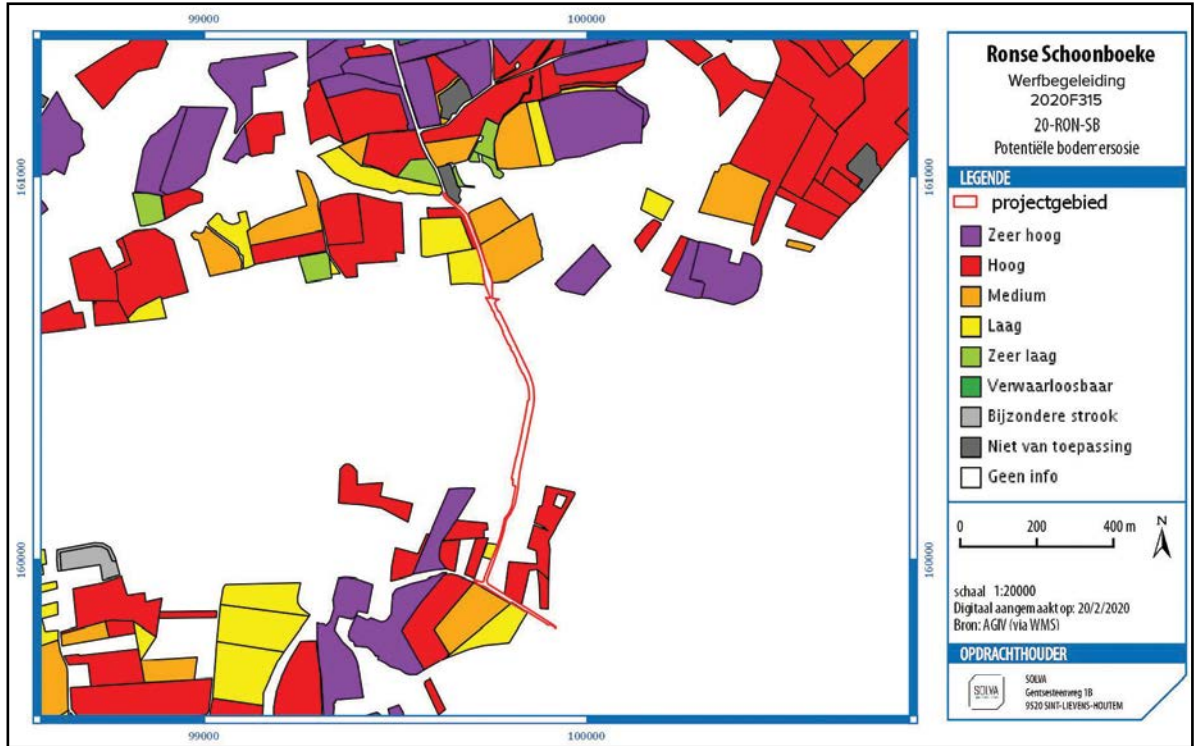 99000
100000
161000
161000
160000
160000
99000
100000
Ronse Schoonboeke
Werfbegeleiding
2020F315
20-RON-SB
Potentiële bodemersosie
LEGENDE
projectgebied
Zeer hoog
Hoog
Medium
Laag
Zeer laag
Verwaarloosbaar
Bijzondere strook
Niet van toepassing
Geen info
0 200 400 m
N
schaal 1:20000
Digitaal aangemaakt op: 20/2/2020
Bron: AGIV (via WMS)
OPDRACHTHOUDER
SOLVA
SOLVA
Gentsesteenweg 1B
9520 SINT-LIEVENS-HOUTEM